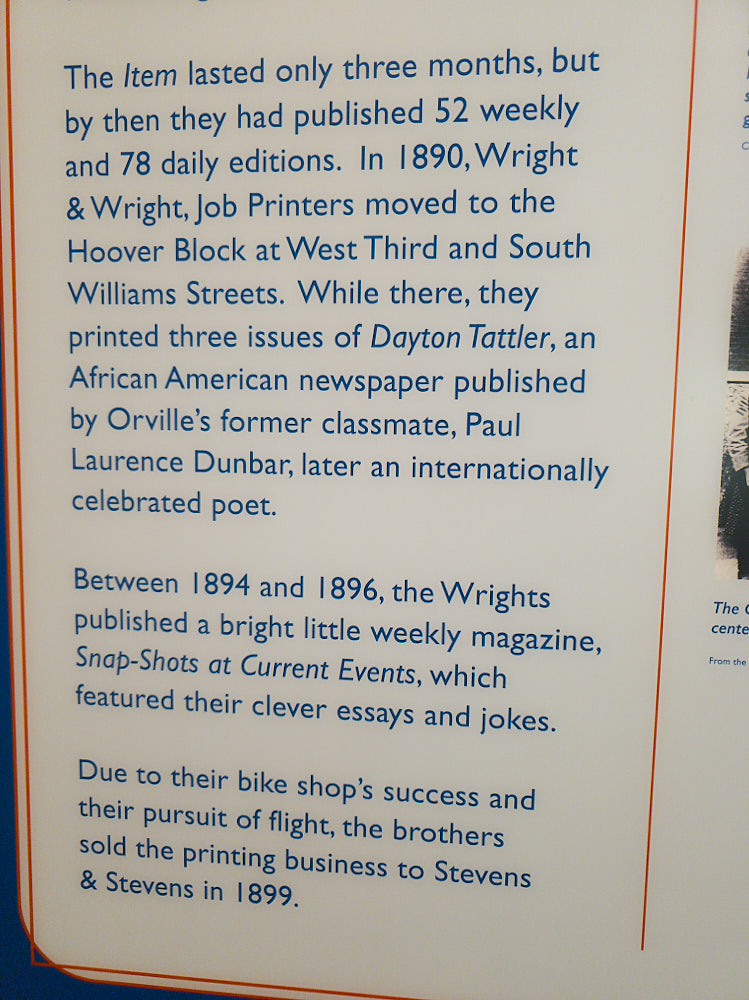 The Item lasted only three months, but
by then they had published 52 weekly
and 78 daily editions. In 1890, Wright
& Wright, Job Printers moved to the
Hoover Block at West Third and South
Williams Streets. While there, they
printed three issues of Dayton Tattler, an
African American newspaper published
by Orville's former classmate, Paul
Laurence Dunbar, later an internationally
celebrated poet.
Between 1894 and 1896, the Wrights
published a bright little weekly magazine,
Snap-Shots at Current Events, which
featured their clever essays and jokes.
Due to their bike shop's success and
their pursuit of flight, the brothers
sold the printing business to Stevens
& Stevens in 1899.
The
From the